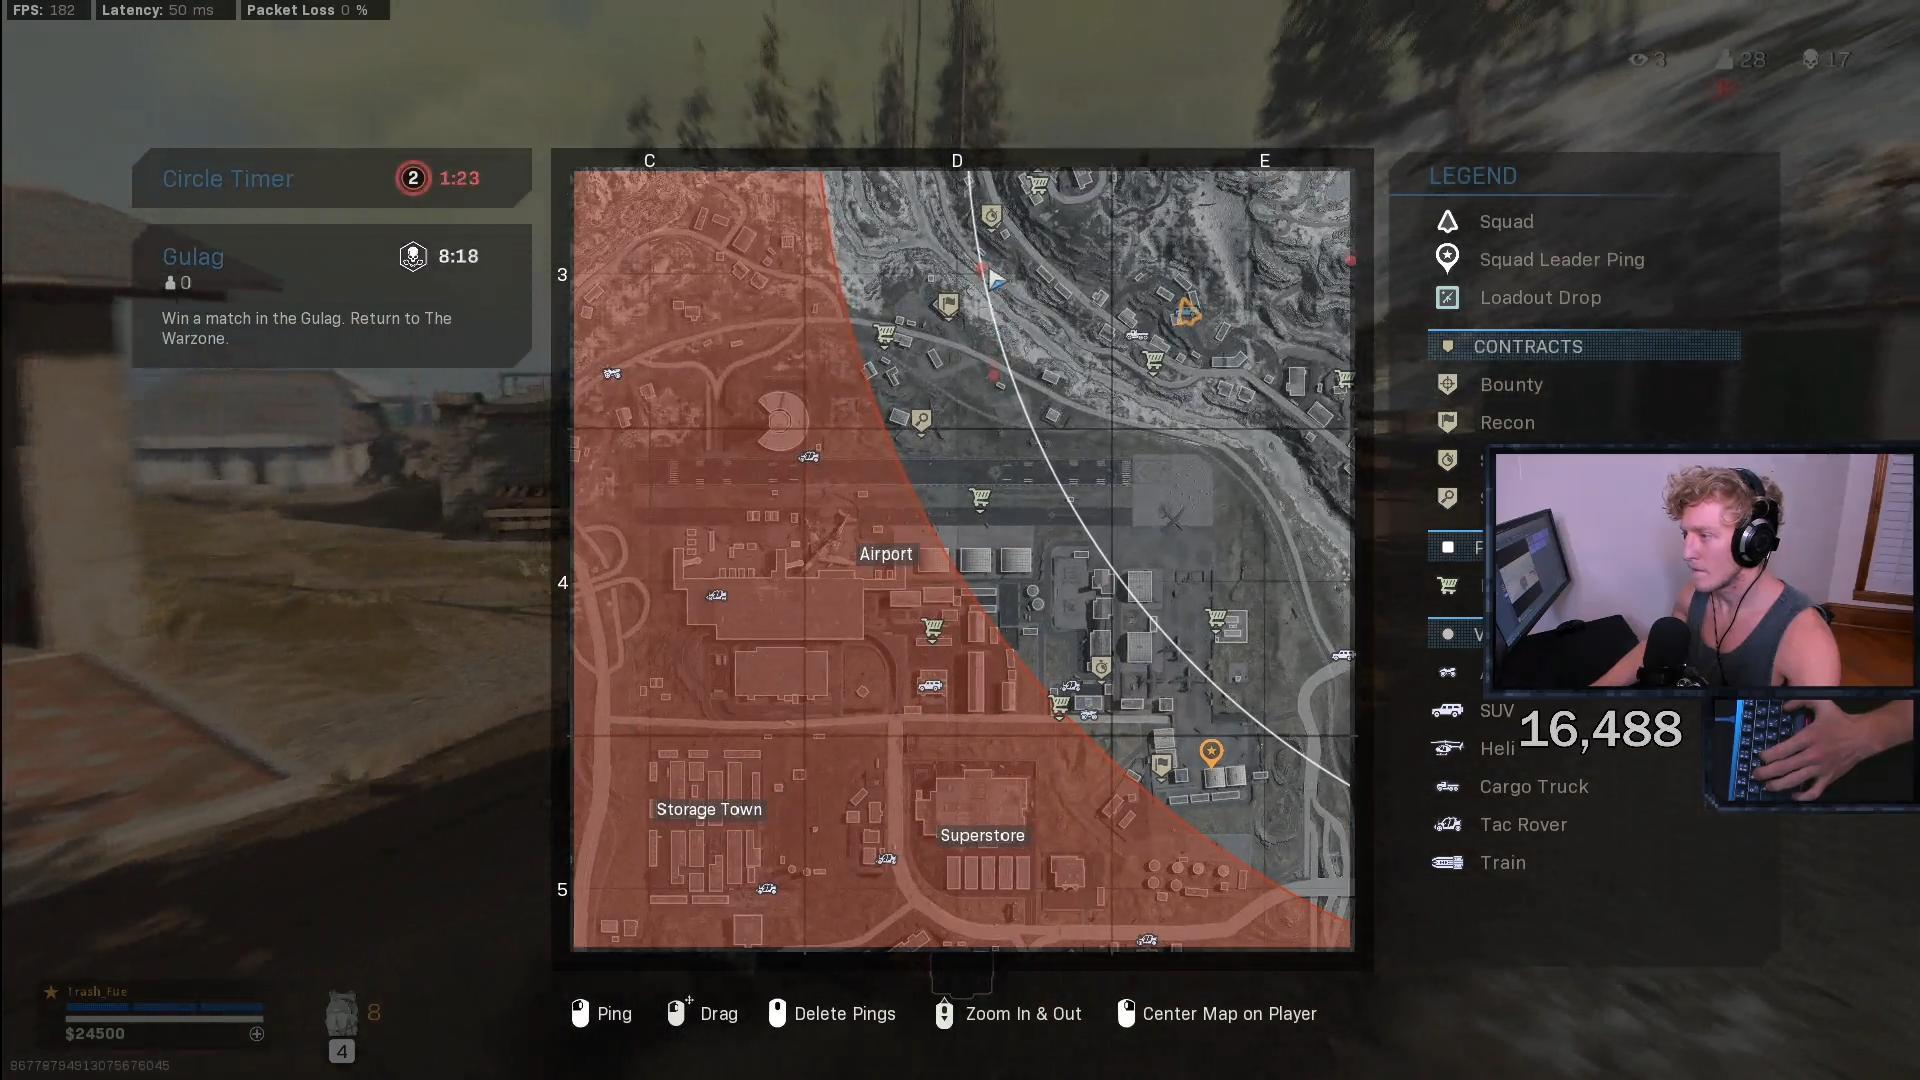 FPS: 182 Latency: 50 ms Packet Loss 0 %
3 28 17
Circle Timer 2 1:23
Gulag 8:18
0
Win a match in the Gulag. Return to The
Warzone.
C D E
3
4
5
Airport
Storage Town
Superstore
LEGEND
Squad
Squad Leader Ping
Loadout Drop
CONTRACTS
Bounty
Recon
SUV
Heli
Cargo Truck
Tac Rover
Train
16,488
Trash_Fue
$24500
8
4
Ping Drag Delete Pings Zoom In & Out Center Map on Player
86778794913075676045